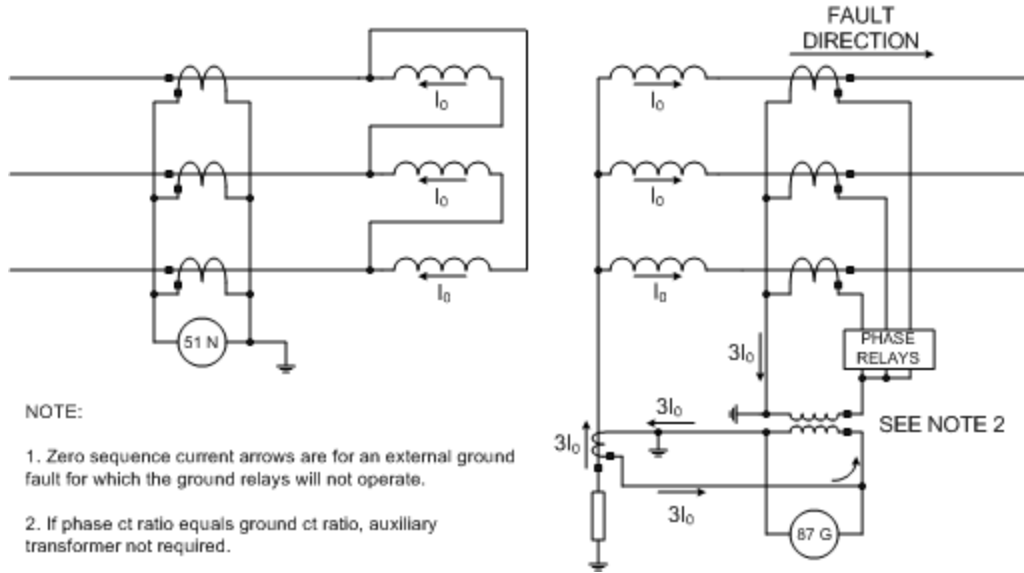 FAULT
DIRECTION
I₀
I₀
I₀
I₀
I₀
I₀
51 N
PHASE
RELAYS
3I₀
3I₀
3I₀
3I₀
SEE NOTE 2
87 G
NOTE:
1. Zero sequence current arrows are for an external ground
fault for which the ground relays will not operate.
2. If phase ct ratio equals ground ct ratio, auxiliary
transformer not required.